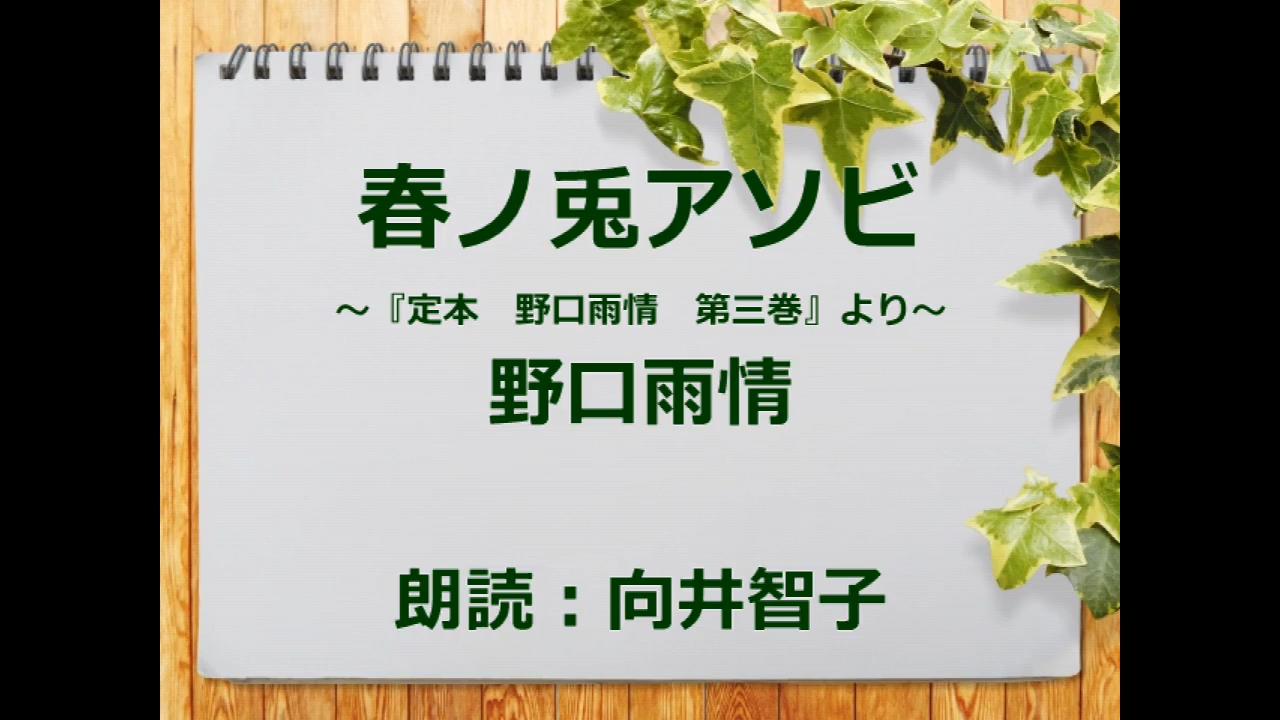 春ノ兎アソビ
～『定本　野口雨情　第三巻』より～
野口雨情
朗読：向井智子